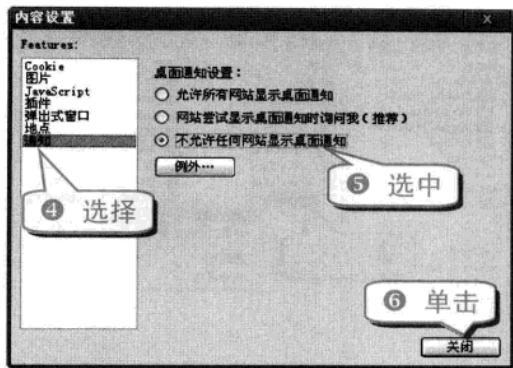 内容设置 x
Features:
Cookie
图片
JavaScript
插件
弹出式窗口
地点
通知
桌面通知设置：
允许所有网站显示桌面通知
网站尝试显示桌面通知时询问我（推荐）
不允许任何网站显示桌面通知
例外…
④ 选择
⑤ 选中
⑥ 单击
关闭